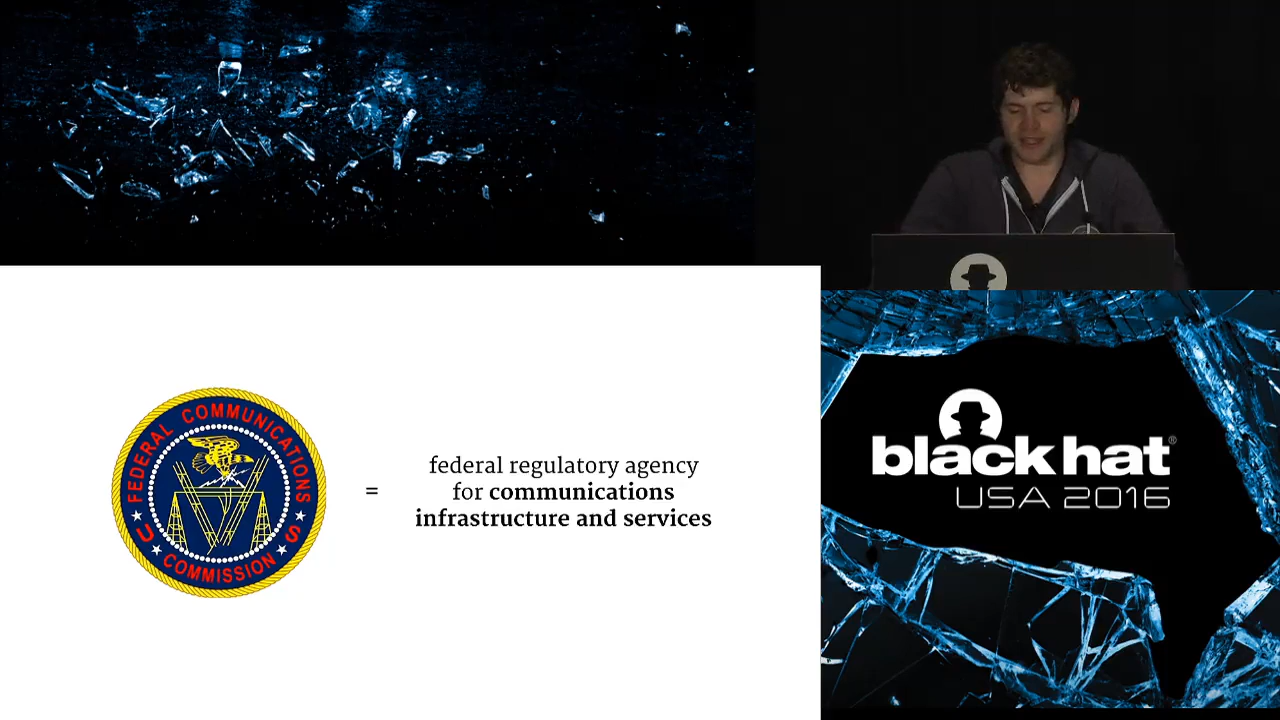 FEDERAL COMMUNICATIONS
U S
COMMISSION
=
federal regulatory agency
for communications
infrastructure and services
black hat®
USA 2016